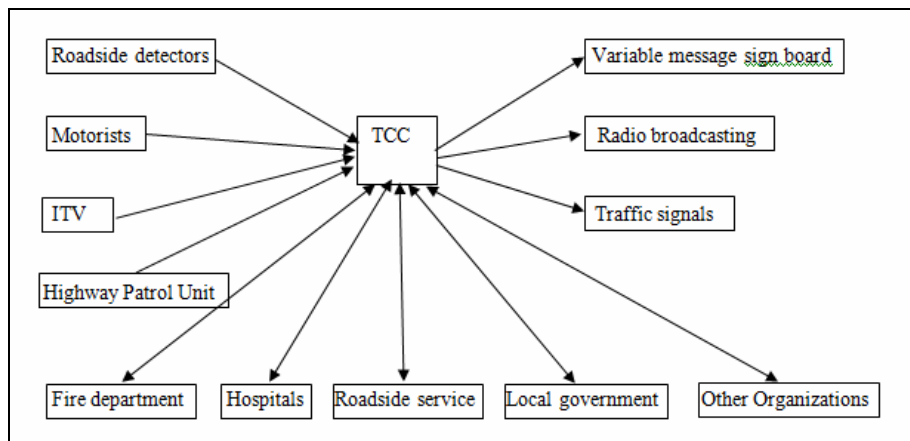 Roadside detectors
Variable message sign board
Motorists
TCC
Radio broadcasting
ITV
Traffic signals
Highway Patrol Unit
Fire department
Hospitals
Roadside service
Local government
Other Organizations